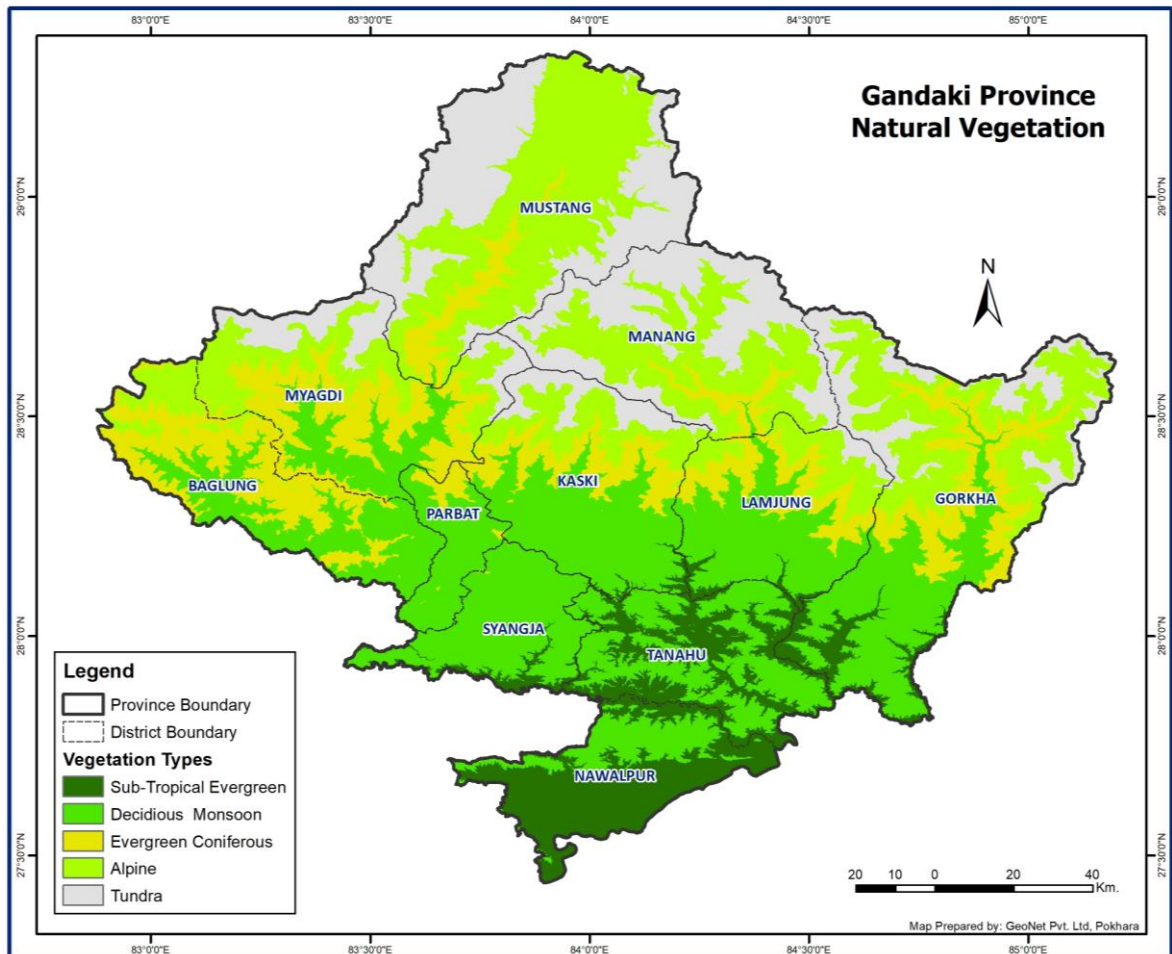 83°0'0"E
83°30'0"E
84°0'0"E
84°30'0"E
85°0'0"E
Gandaki Province
Natural Vegetation
29°0'0"N
29°0'0"N
MUSTANG
N
MANANG
MYAGDI
28°30'0"N
28°30'0"N
BAGLUNG
KASKI
PARBAT
LAMJUNG
GORKHA
SYANGJA
28°0'0"N
28°0'0"N
TANAHU
Legend
Province Boundary
District Boundary
Vegetation Types
Sub-Tropical Evergreen
Decidious Monsoon
Evergreen Coniferous
Alpine
Tundra
NAWALPUR
27°30'0"N
27°30'0"N
20 10 0 20 40
Km.
Map Prepared by: GeoNet Pvt. Ltd, Pokhara
83°0'0"E
83°30'0"E
84°0'0"E
84°30'0"E
85°0'0"E